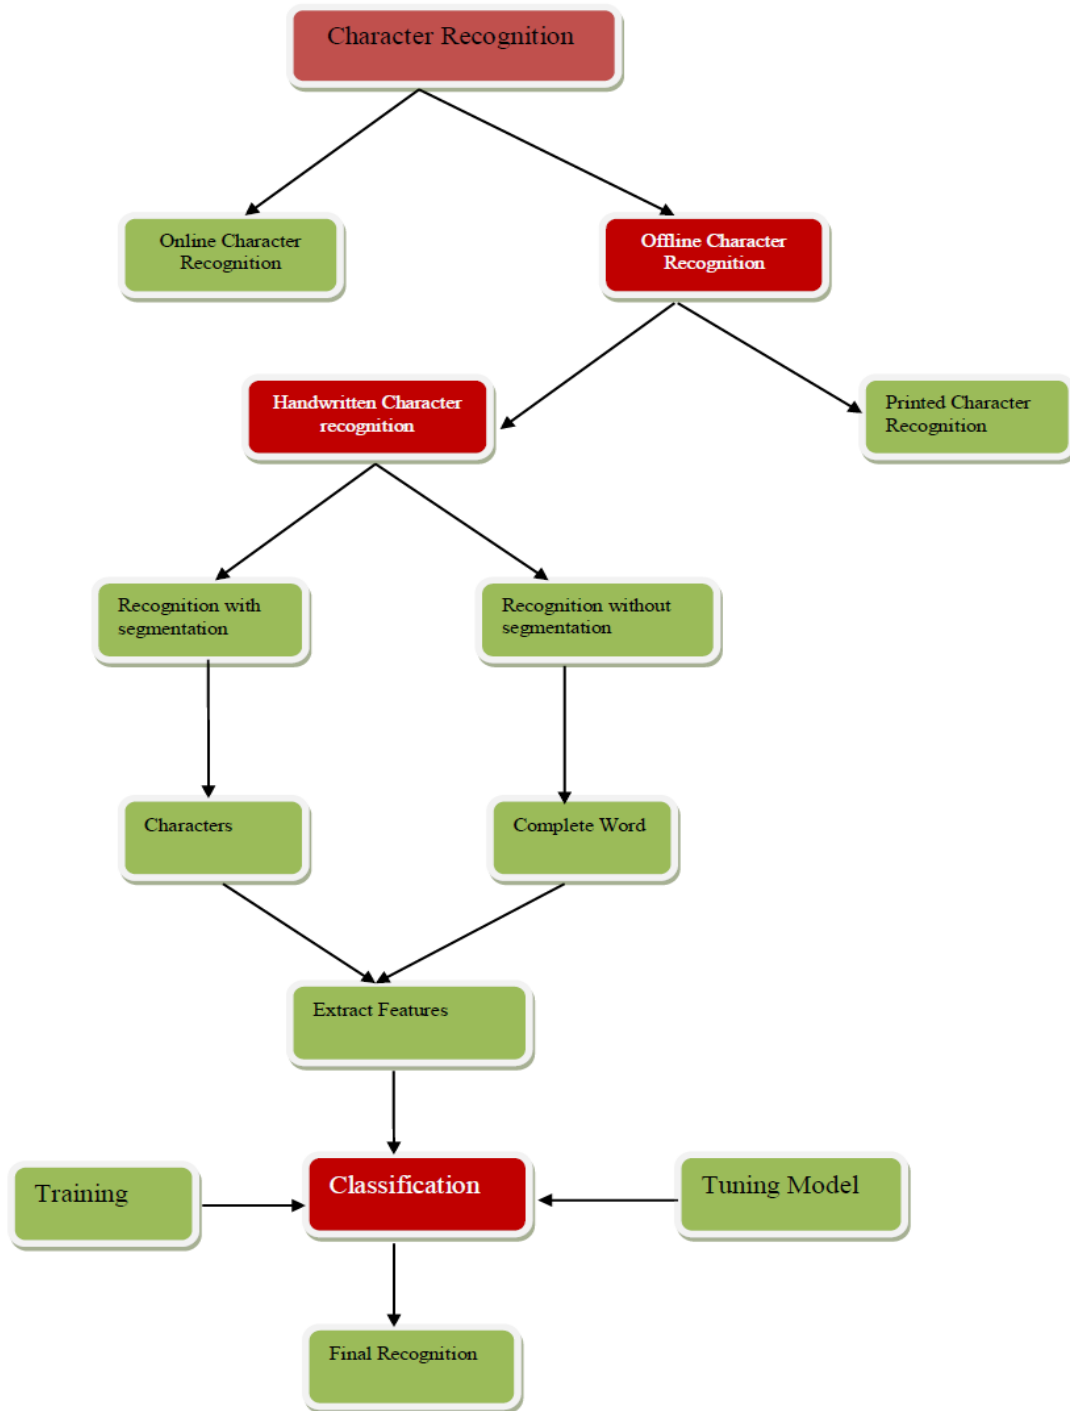 Character Recognition
Online Character
Recognition
Offline Character
Recognition
Handwritten Character
recognition
Printed Character
Recognition
Recognition with
segmentation
Recognition without
segmentation
Characters
Complete Word
Extract Features
Training
Classification
Tuning Model
Final Recognition